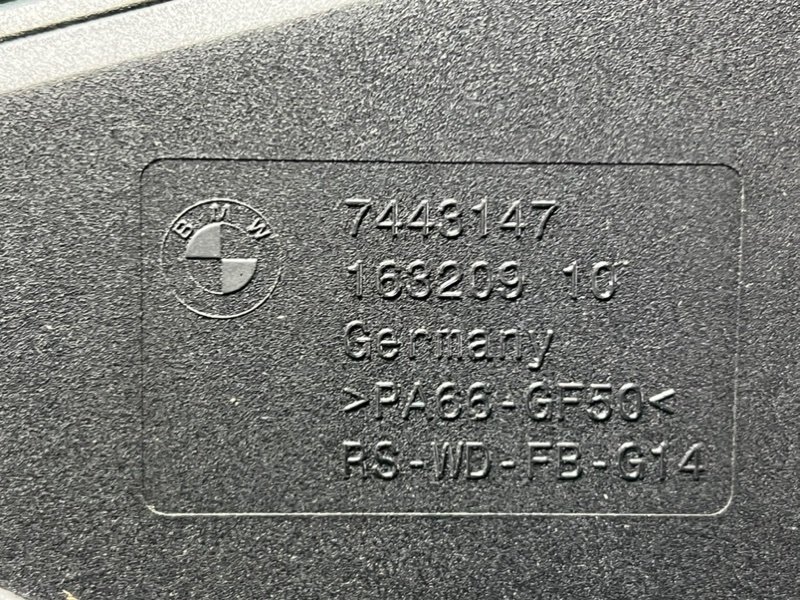 BMW
7443147
163209 10
Germany
>PA66-GF50<
RS-WD-FB-G14